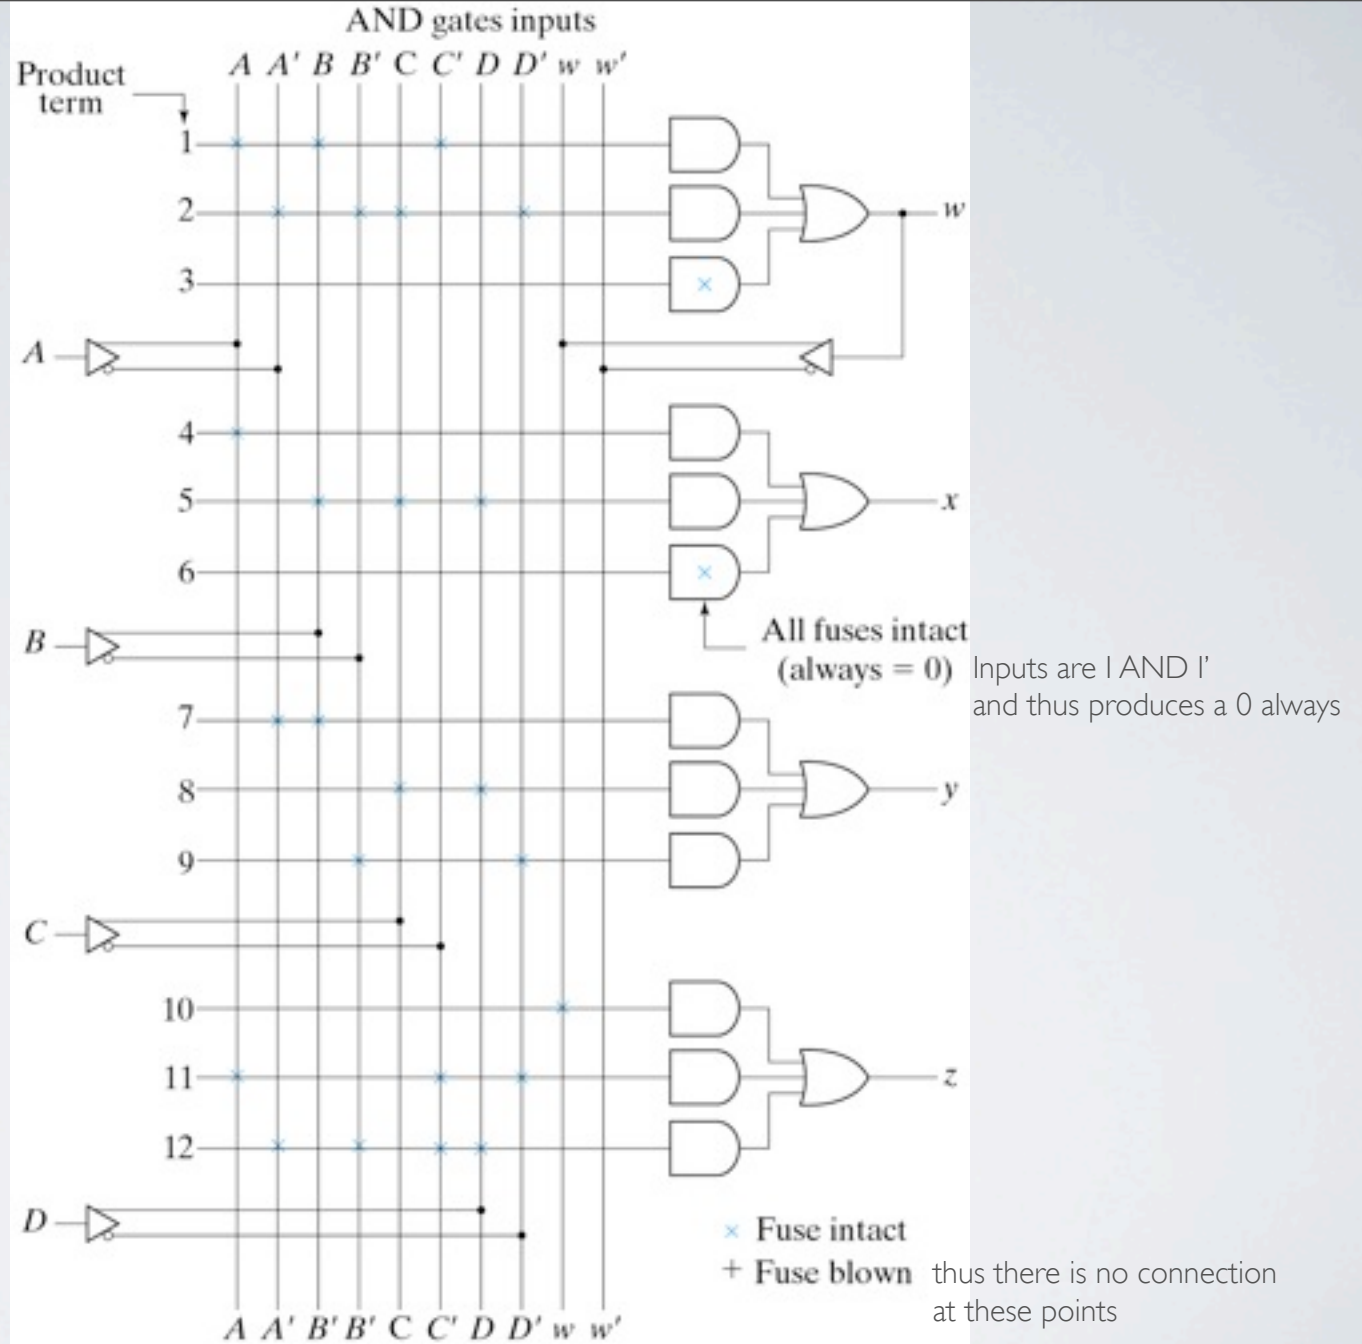 AND gates inputs
Product
term
A A' B B' C C' D D' w w'
1
2
w
3
A
4
5
x
6
B
All fuses intact
(always = 0)
Inputs are I AND I'
and thus produces a 0 always
7
8
y
9
C
10
11
z
12
D
× Fuse intact
+ Fuse blown
thus there is no connection
at these points
A A' B' B' C C' D D' w w'